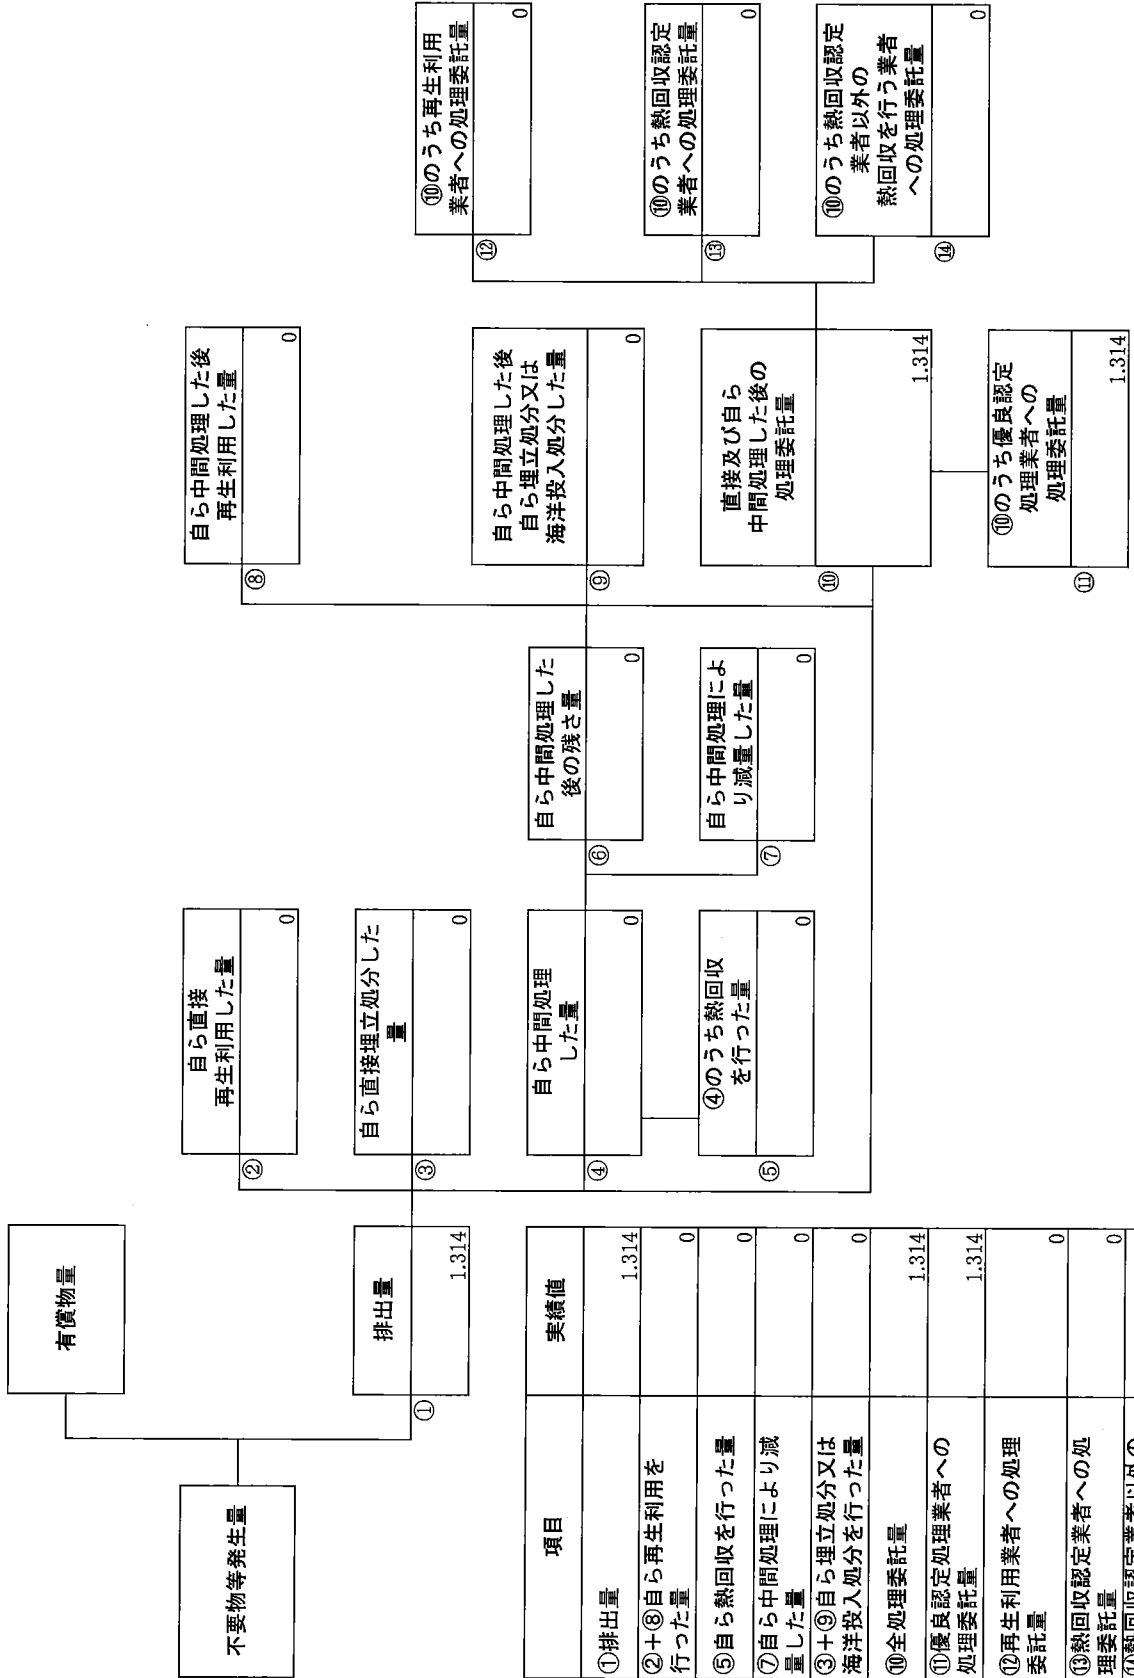 不要物等発生量
有償物量
排出量
①
1.314
自ら直接
再生利用した量
②
0
自ら直接埋立処分した
量
③
0
自ら中間処理
した量
④
0
④のうち熱回収
を行った量
⑤
0
自ら中間処理した
後の残さ量
⑥
0
自ら中間処理によ
り減量した量
⑦
0
自ら中間処理した後
再生利用した量
⑧
0
自ら中間処理した後
自ら埋立処分又は
海洋投入処分した量
⑨
0
直接及び自ら
中間処理した後の
処理委託量
⑩
1.314
⑩のうち優良認定
処理業者への
処理委託量
⑪
1.314
⑩のうち再生利用
業者への処理委託量
⑫
0
⑩のうち熱回収認定
業者への処理委託量
⑬
0
⑩のうち熱回収認定
業者以外の
熱回収を行う業者
への処理委託量
⑭
0
項目 実績値
①排出量 1.314
②+⑧自ら再生利用を
行った量 0
⑤自ら熱回収を行った量 0
⑦自ら中間処理により減
量した量 0
③+⑨自ら埋立処分又は
海洋投入処分を行った量 0
⑩全処理委託量 1.314
⑪優良認定処理業者への
処理委託量 1.314
⑫再生利用業者への処理
委託量 0
⑬熱回収認定業者への処
理委託量 0
⑭熱回収認定業者以外の